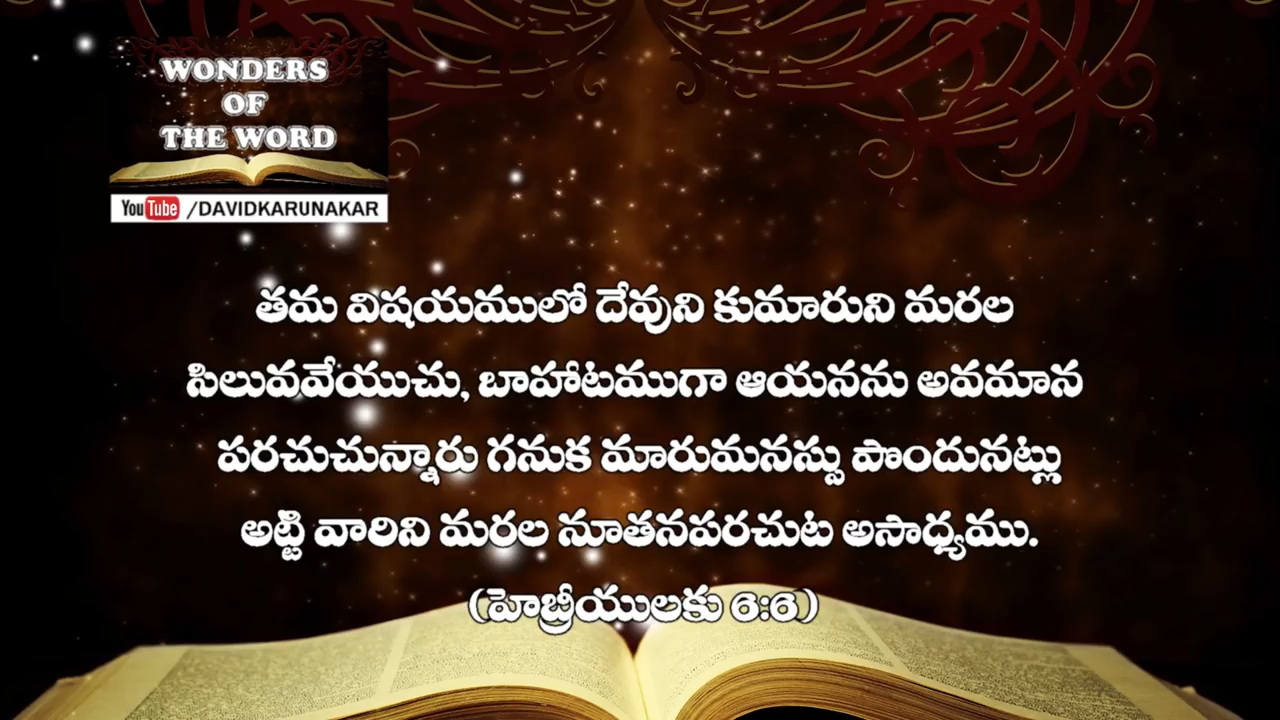 WONDERS
OF
THE WORD
YouTube /DAVIDKARUNAKAR
తమ విషయములో దేవుని కుమారుని మరల
సిలువవేయుచు, బాహాటముగా ఆయనను అవమాన
పరచుచున్నారు గనుక మారుమనస్సు పొందునట్లు
అట్టి వారిని మరల నూతనపరచుట అసాధ్యము.
(హెబ్రీయులకు 6:6)